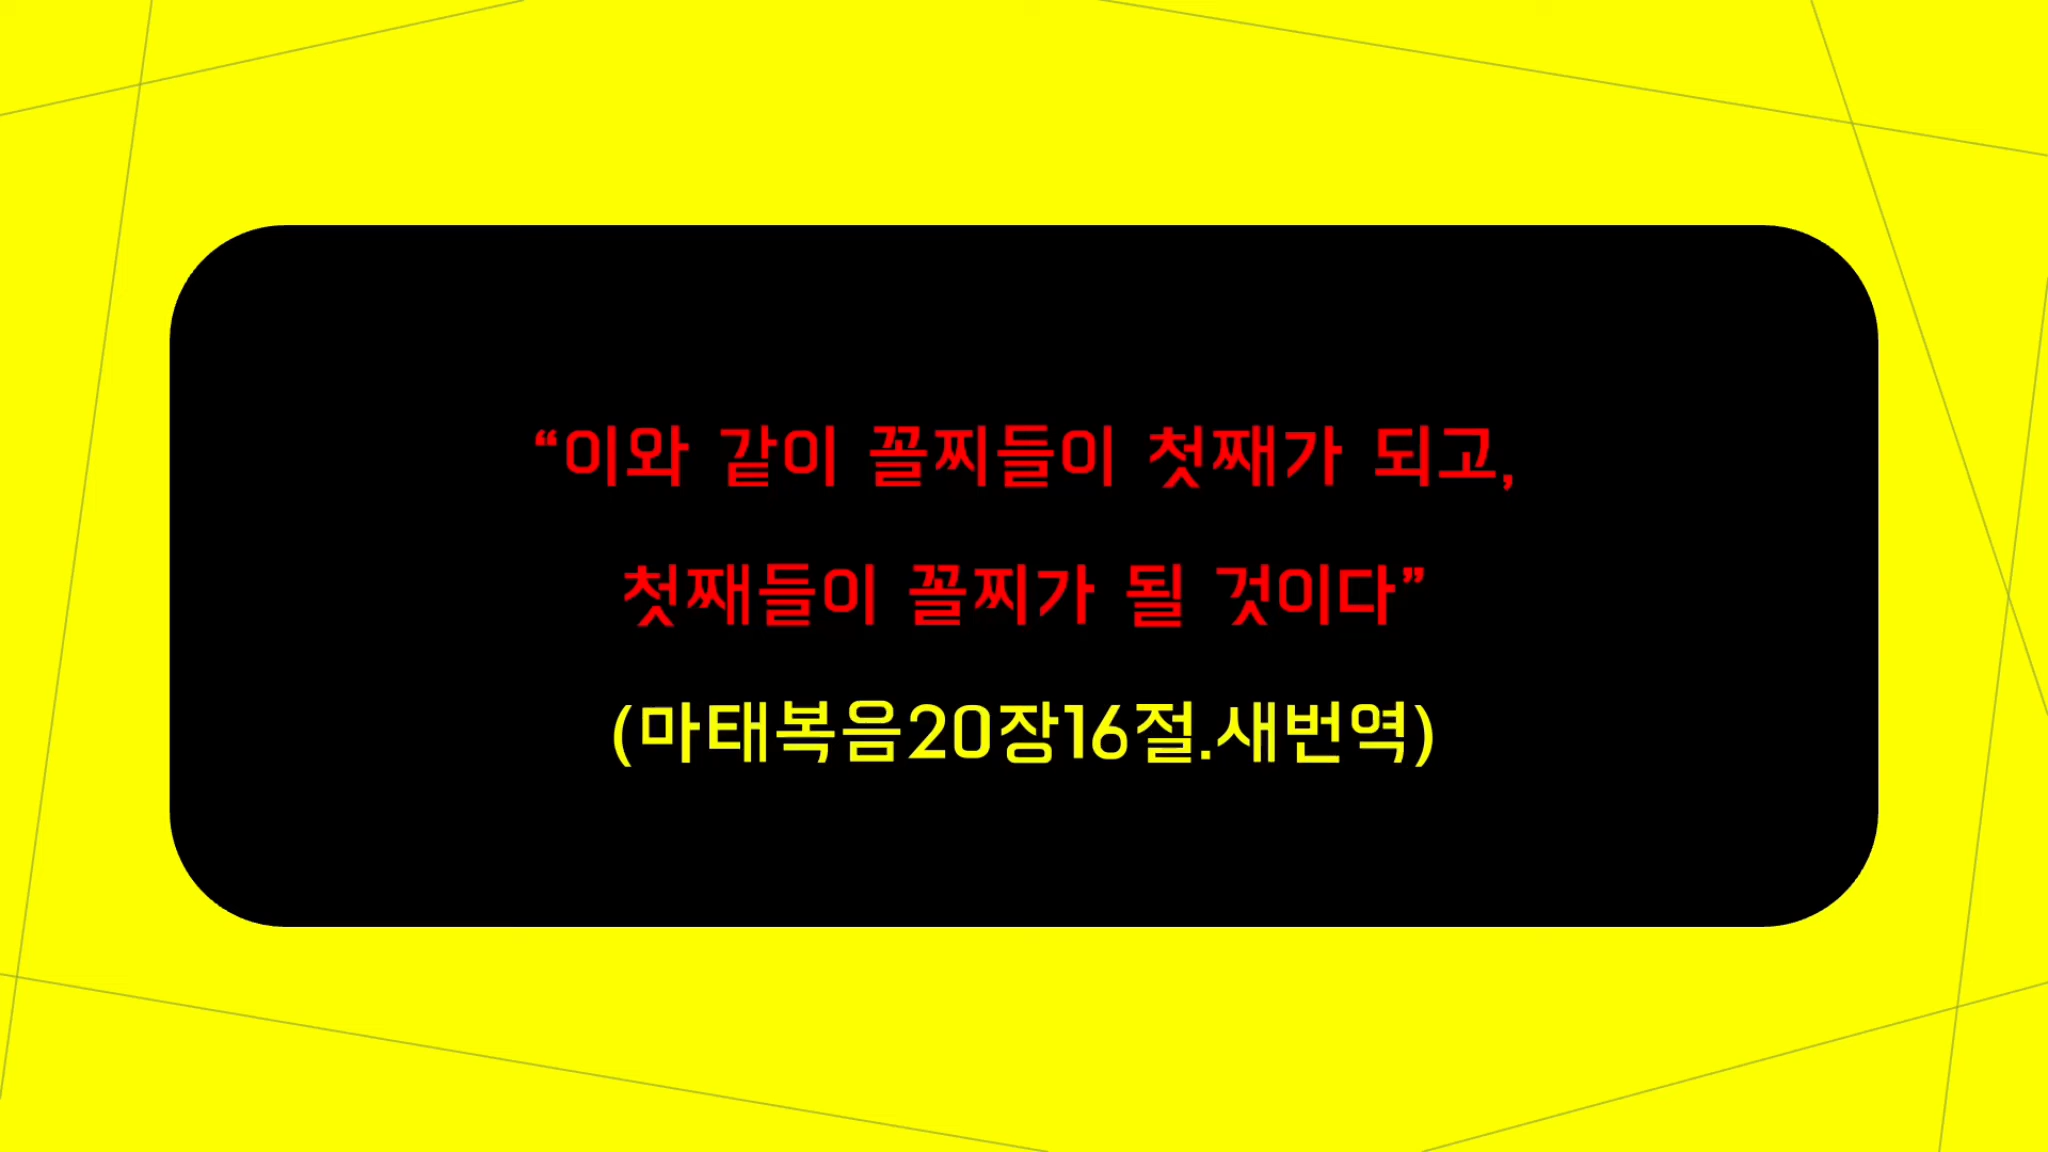 “이와 같이 꼴찌들이 첫째가 되고,
첫째들이 꼴찌가 될 것이다”
(마태복음20장16절.새번역)